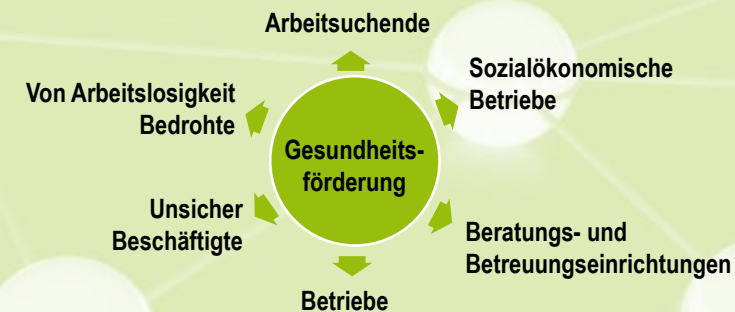 Arbeitsuchende
Sozialökonomische
Betriebe
Von Arbeitslosigkeit
Bedrohte
Gesundheits-
förderung
Unsicher
Beschäftigte
Beratungs- und
Betreuungseinrichtungen
Betriebe